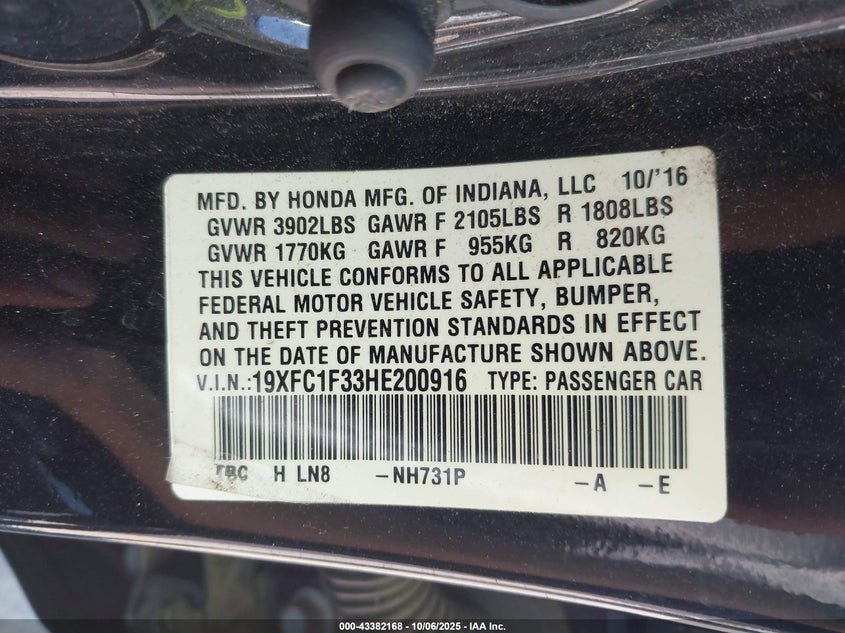 MFD. BY HONDA MFG. OF INDIANA, LLC 10/'16
GVWR 3902LBS GAWR F 2105LBS R 1808LBS
GVWR 1770KG GAWR F 955KG R 820KG
THIS VEHICLE CONFORMS TO ALL APPLICABLE
FEDERAL MOTOR VEHICLE SAFETY, BUMPER,
AND THEFT PREVENTION STANDARDS IN EFFECT
ON THE DATE OF MANUFACTURE SHOWN ABOVE.
V.I.N.:19XFC1F33HE200916 TYPE: PASSENGER CAR
TBC H LN8 -NH731P -A -E
000-43382168 - 10/06/2025 - IAA Inc.